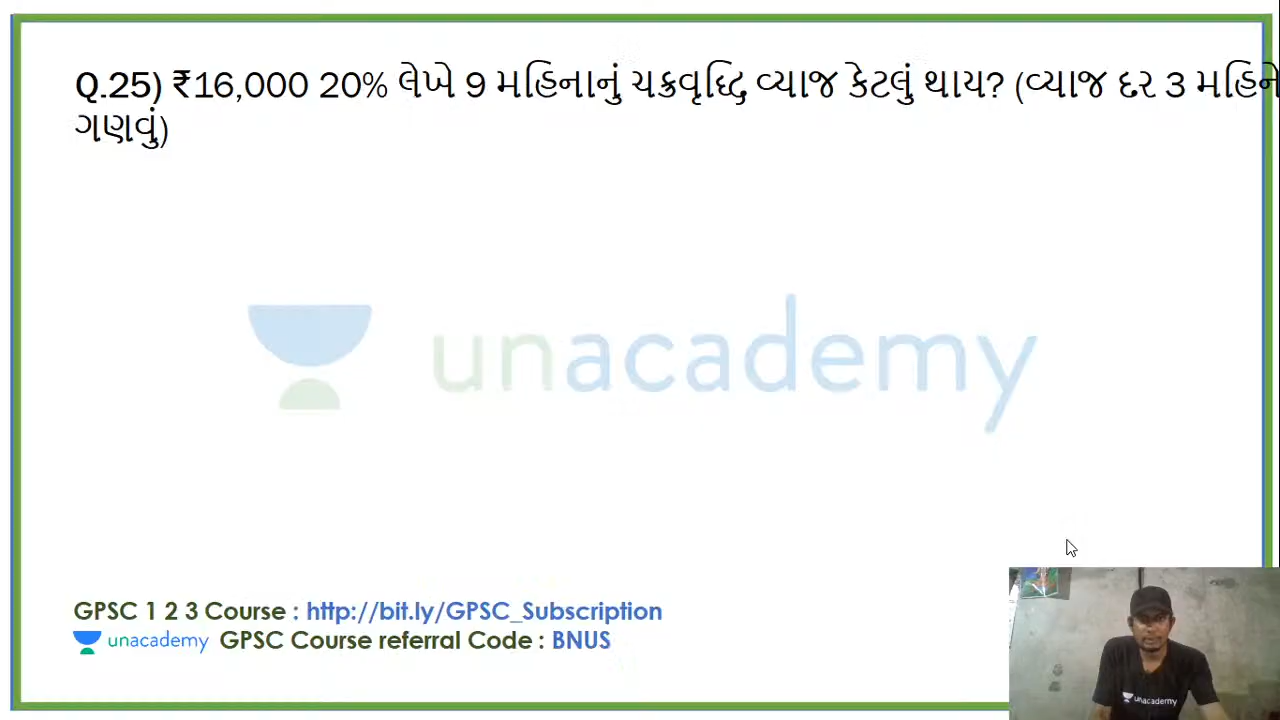 Q.25) ₹16,000 20% લેખે 9 મહિનાનું ચક્રવૃધ્ધિ વ્યાજ કેટલું થાય? (વ્યાજ દર 3 મહિને
ગણવું)
unacademy
GPSC 1 2 3 Course : http://bit.ly/GPSC_Subscription
unacademy GPSC Course referral Code : BNUS
unacademy